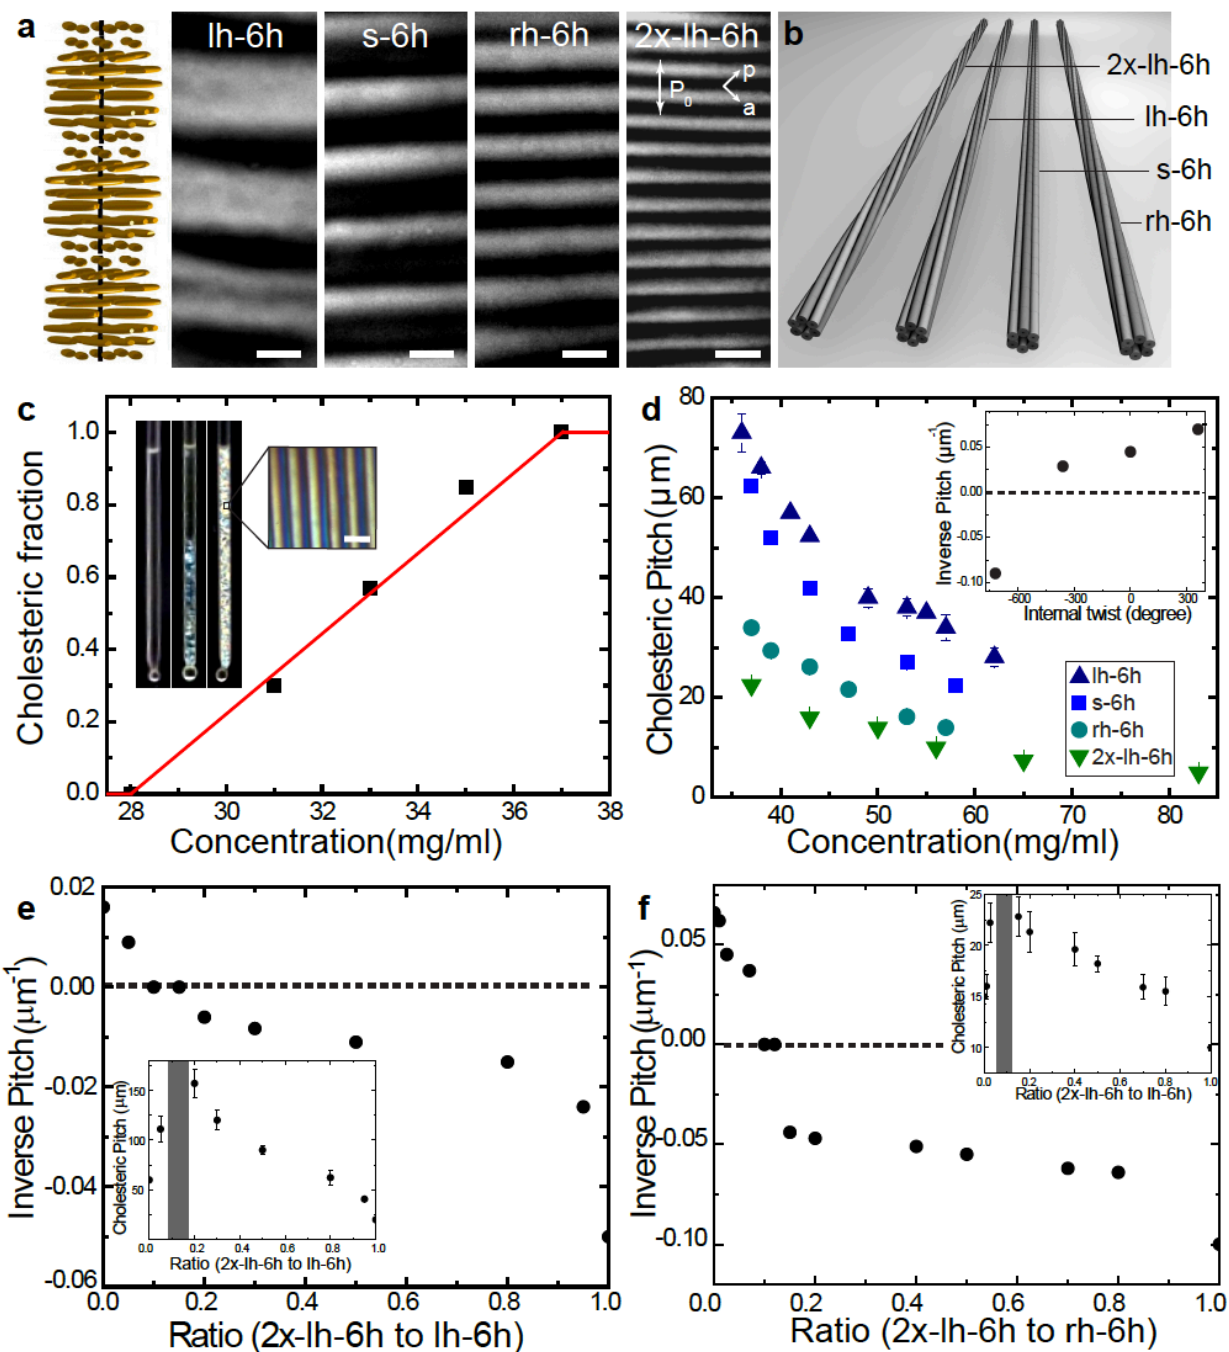 a
lh-6h
s-6h
rh-6h
2x-lh-6h
P0
p
a
b
2x-lh-6h
lh-6h
s-6h
rh-6h
c
Cholesteric fraction
1.0
0.8
0.6
0.4
0.2
0.0
28 30 32 34 36 38
Concentration(mg/ml)
d
Cholesteric Pitch(μm)
80
60
40
20
0
40 50 60 70 80
Concentration(mg/ml)
Inverse Pitch (μm-1)
0.05
0.00
-0.05
-0.10
-600 -300 0 300
Internal twist (degree)
lh-6h
s-6h
rh-6h
2x-lh-6h
e
Inverse Pitch(μm-1)
0.02
0.00
-0.02
-0.04
-0.06
0.0 0.2 0.4 0.6 0.8 1.0
Ratio (2x-lh-6h to lh-6h)
Cholesteric Pitch (μm)
150
100
50
0.0 0.2 0.4 0.6 0.8 1.0
Ratio (2x-lh-6h to lh-6h)
f
Inverse Pitch(μm-1)
0.05
0.00
-0.05
-0.10
0.0 0.2 0.4 0.6 0.8 1.0
Ratio (2x-lh-6h to rh-6h)
Cholesteric Pitch (μm)
25
20
15
10
0.0 0.2 0.4 0.6 0.8 1.0
Ratio (2x-lh-6h to lh-6h)